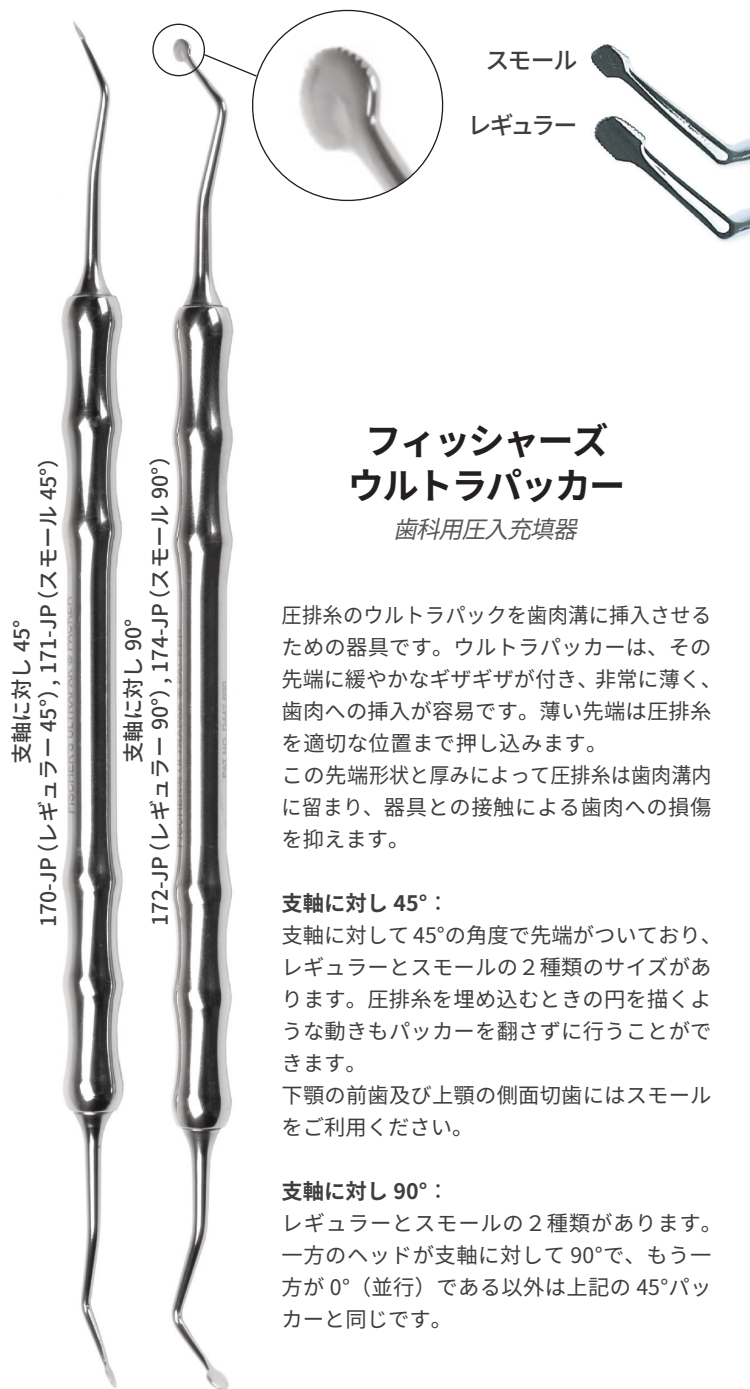 スモール
レギュラー
フィッシャーズ
ウルトラパッカー
歯科用圧入充填器
支軸に対し 45°
170-JP（レギュラー 45°）, 171-JP（スモール 45°）
支軸に対し 90°
172-JP（レギュラー 90°）, 174-JP（スモール 90°）
圧排糸のウルトラパックを歯肉溝に挿入させる
ための器具です。ウルトラパッカーは、その
先端に緩やかなギザギザが付き、非常に薄く、
歯肉への挿入が容易です。薄い先端は圧排糸
を適切な位置まで押し込みます。
この先端形状と厚みによって圧排糸は歯肉溝内
に留まり、器具との接触による歯肉への損傷
を抑えます。
支軸に対し 45°：
支軸に対して 45°の角度で先端がついており、
レギュラーとスモールの２種類のサイズがあ
ります。圧排糸を埋め込むときの円を描くよ
うな動きもパッカーを翻さずに行うことがで
きます。
下顎の前歯及び上顎の側面切歯にはスモール
をご利用ください。
支軸に対し 90°：
レギュラーとスモールの２種類があります。
一方のヘッドが支軸に対して 90°で、もう一
方が 0°（並行）である以外は上記の 45°パッ
カーと同じです。